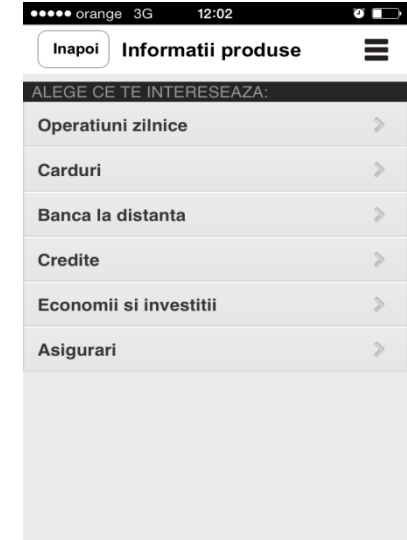 orange 3G 12:02
Inapoi Informatii produse
ALEGE CE TE INTERESEAZA:
Operatiuni zilnice
Carduri
Banca la distanta
Credite
Economii si investitii
Asigurari